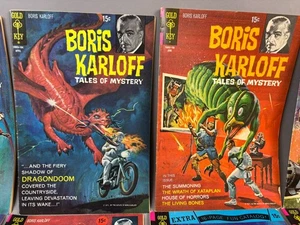 GOLD
KEY
15¢
BORIS
KARLOFF
TALES OF MYSTERY
...AND THE FIERY
SHADOW OF
DRAGONDOOM
COVERED THE
COUNTRYSIDE,
LEAVING DEVASTATION
IN ITS WAKE...!
GOLD
KEY
15¢
BORIS
KARLOFF
TALES OF MYSTERY
IN THIS
ISSUE
THE SUMMONING
THE WRATH OF XATAPLAN
HOUSE OF HORRORS
THE LIVING BONES
BORIS KARLOFF
15¢
BORIS KARLOFF
EXTRA